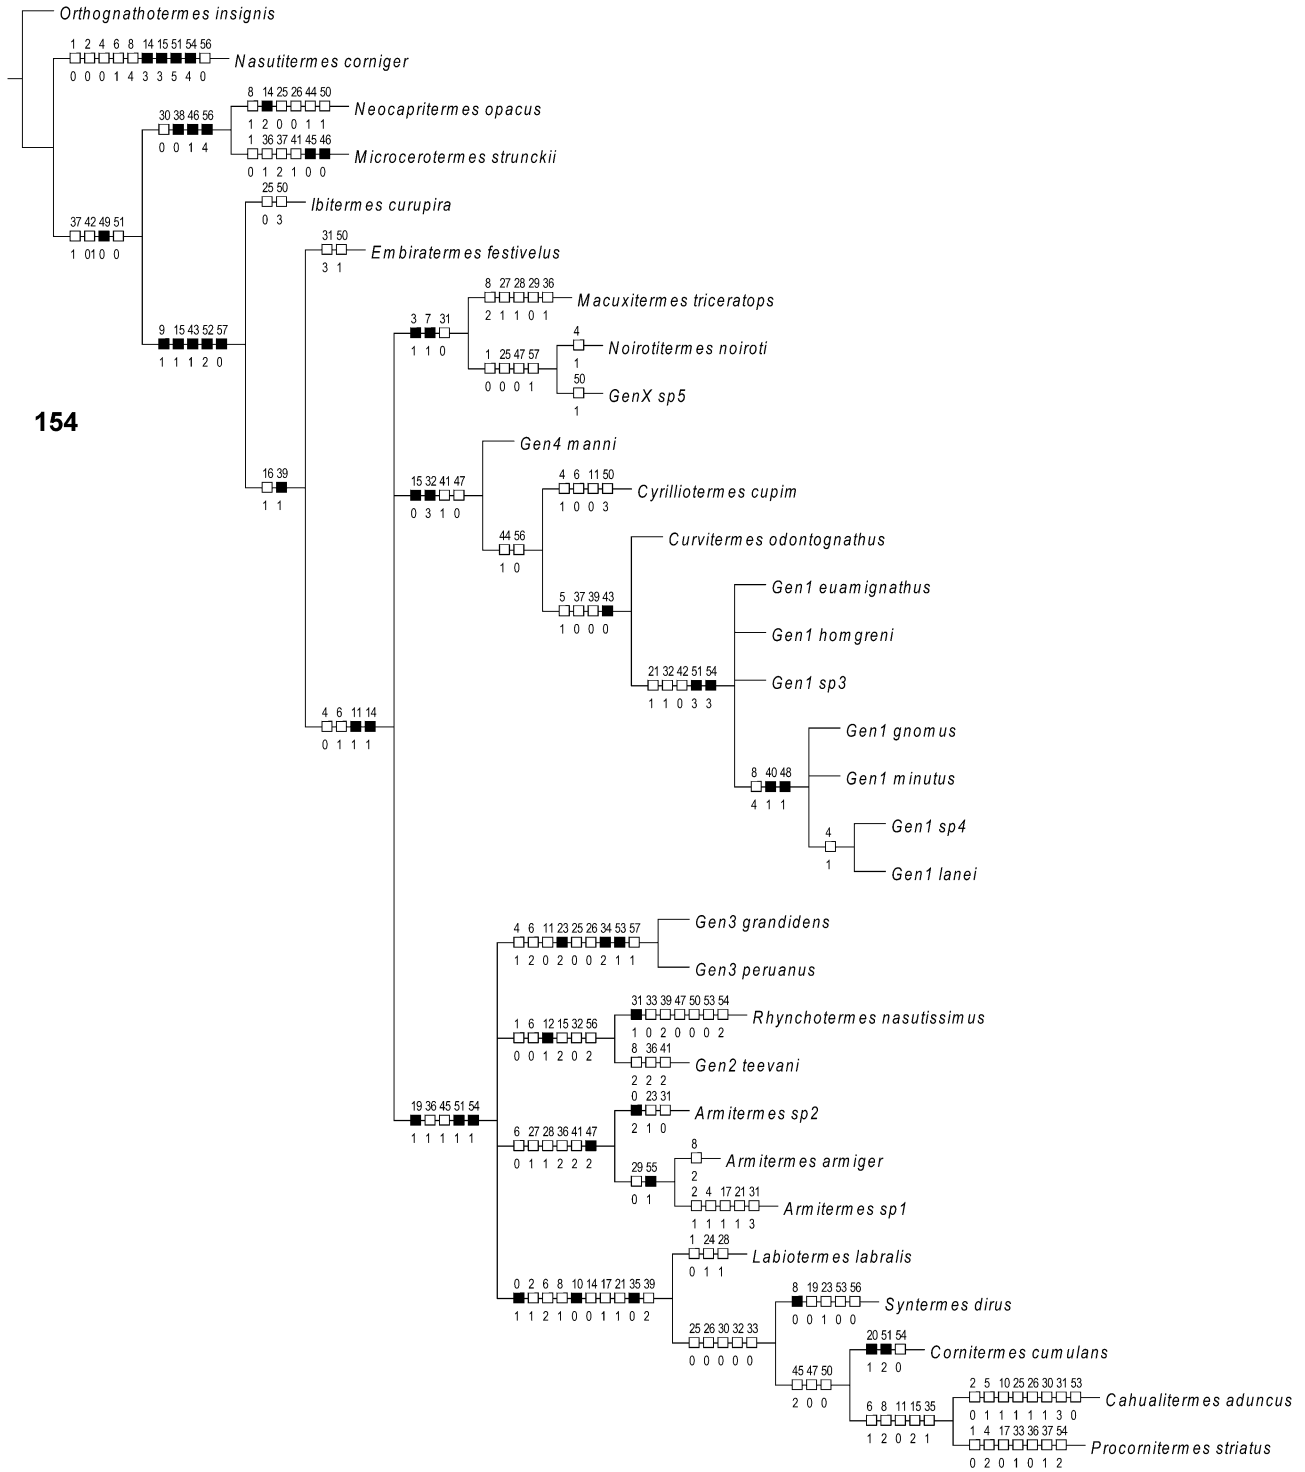 Orthognathotermes insignis
1 2 4 6 8 14 15 51 54 56
Nasutitermes corniger
0 0 0 1 4 3 3 5 4 0
8 14 25 26 44 50
Neocapritermes opacus
1 2 0 0 1 1
30 38 46 56
0 0 1 4
1 36 37 41 45 46
Microcerotermes strunckii
0 1 2 1 0 0
25 50
Ibitermes curupira
0 3
37 42 49 51
1 01 0 0
31 50
Embiratermes festivelus
3 1
8 27 28 29 36
Macuxitermes triceratops
2 1 1 0 1
3 7 31
1 1 0
9 15 43 52 57
1 1 1 2 0
4
Noirotitermes noiroti
1
1 25 47 57
0 0 0 1
50
GenX sp5
1
154
Gen4 manni
16 39
1 1
15 32 41 47
0 3 1 0
4 6 11 50
Cyrilliotermes cupim
1 0 0 3
44 56
1 0
Curvitermes odontognathus
5 37 39 43
1 0 0 0
Gen1 euamignathus
Gen1 homgreni
21 32 42 51 54
1 1 0 3 3
Gen1 sp3
4 6 11 14
0 1 1 1
Gen1 gnomus
8 40 48
4 1 1
Gen1 minutus
4
1
Gen1 sp4
Gen1 lanei
Gen3 grandidens
4 6 11 23 25 26 34 53 57
1 2 0 2 0 0 2 1 1
Gen3 peruanus
31 33 39 47 50 53 54
Rhynchotermes nasutissimus
1 0 2 0 0 0 2
1 6 12 15 32 56
0 0 1 2 0 2
8 36 41
Gen2 teevani
2 2 2
0 23 31
Armitermes sp2
2 1 0
19 36 45 51 54
1 1 1 1 1
6 27 28 36 41 47
0 1 1 2 2 2
8
Armitermes armiger
2
29 55
0 1
2 4 17 21 31
Armitermes sp1
1 1 1 1 3
1 24 28
Labiotermes labralis
0 1 1
0 2 6 8 10 14 17 21 35 39
1 1 2 1 0 0 1 1 0 2
8 19 23 53 56
Syntermes dirus
0 0 1 0 0
25 26 30 32 33
0 0 0 0 0
20 51 54
Cornitermes cumulans
1 2 0
45 47 50
2 0 0
2 5 10 25 26 30 31 53
Cahualitermes aduncus
0 1 1 1 1 1 3 0
6 8 11 15 35
1 2 0 2 1
1 4 17 33 36 37 54
Procornitermes striatus
0 2 0 1 0 1 2